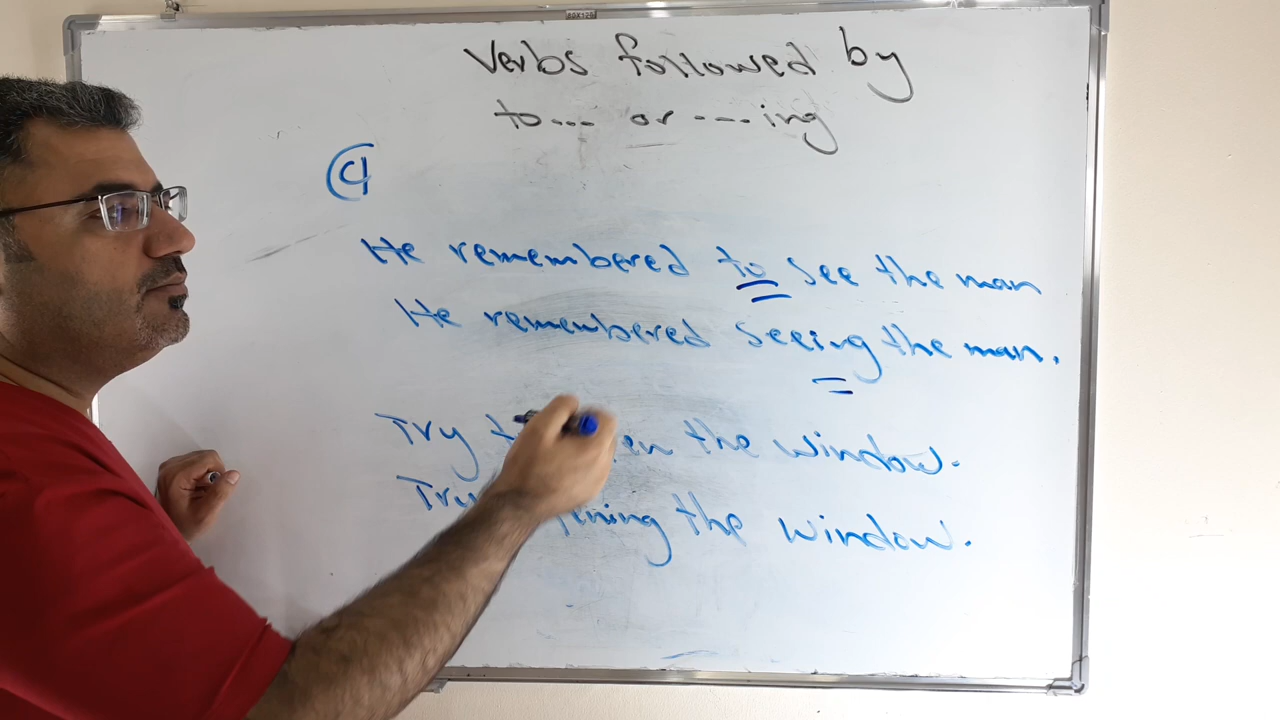 Verbs followed by
to... or ---ing
He remembered to see the man
He remembered seeing the man.
Try the window.
Try the window.